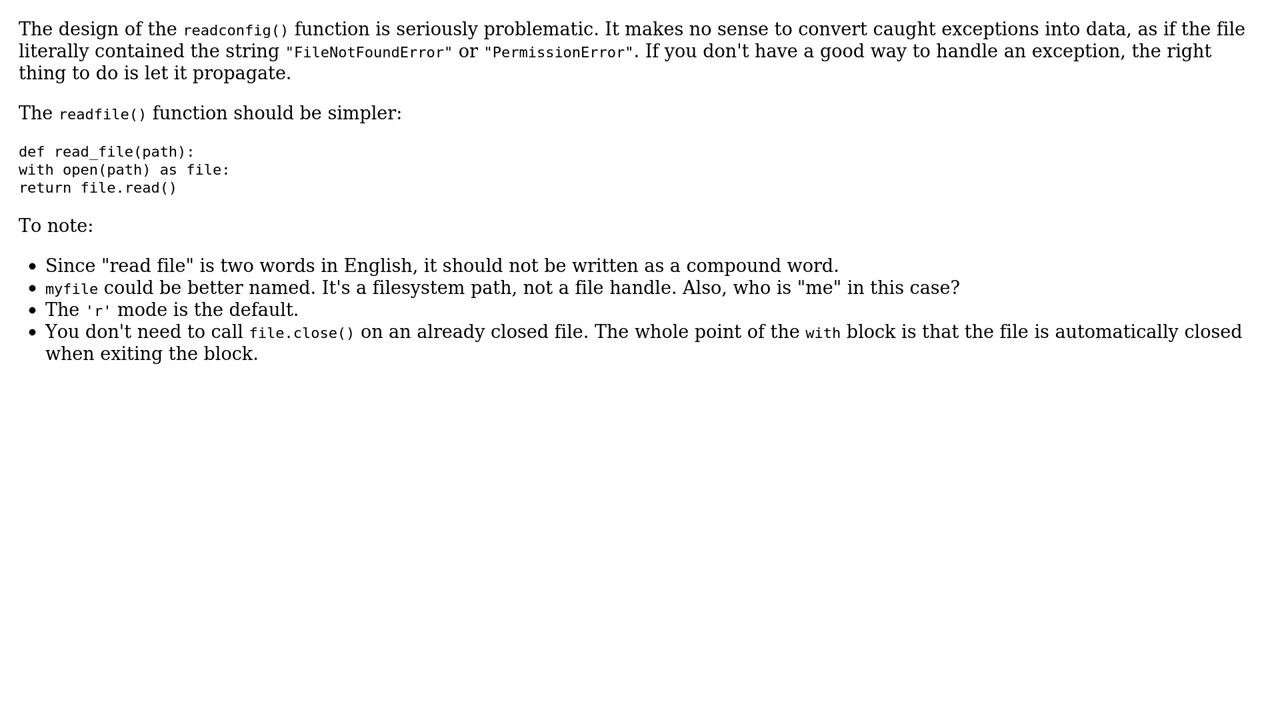 The design of the readconfig() function is seriously problematic. It makes no sense to convert caught exceptions into data, as if the file
literally contained the string "FileNotFoundError" or "PermissionError". If you don't have a good way to handle an exception, the right
thing to do is let it propagate.
The readfile() function should be simpler:
def read_file(path):
with open(path) as file:
return file.read()
To note:
• Since "read file" is two words in English, it should not be written as a compound word.
• myfile could be better named. It's a filesystem path, not a file handle. Also, who is "me" in this case?
• The 'r' mode is the default.
• You don't need to call file.close() on an already closed file. The whole point of the with block is that the file is automatically closed
when exiting the block.